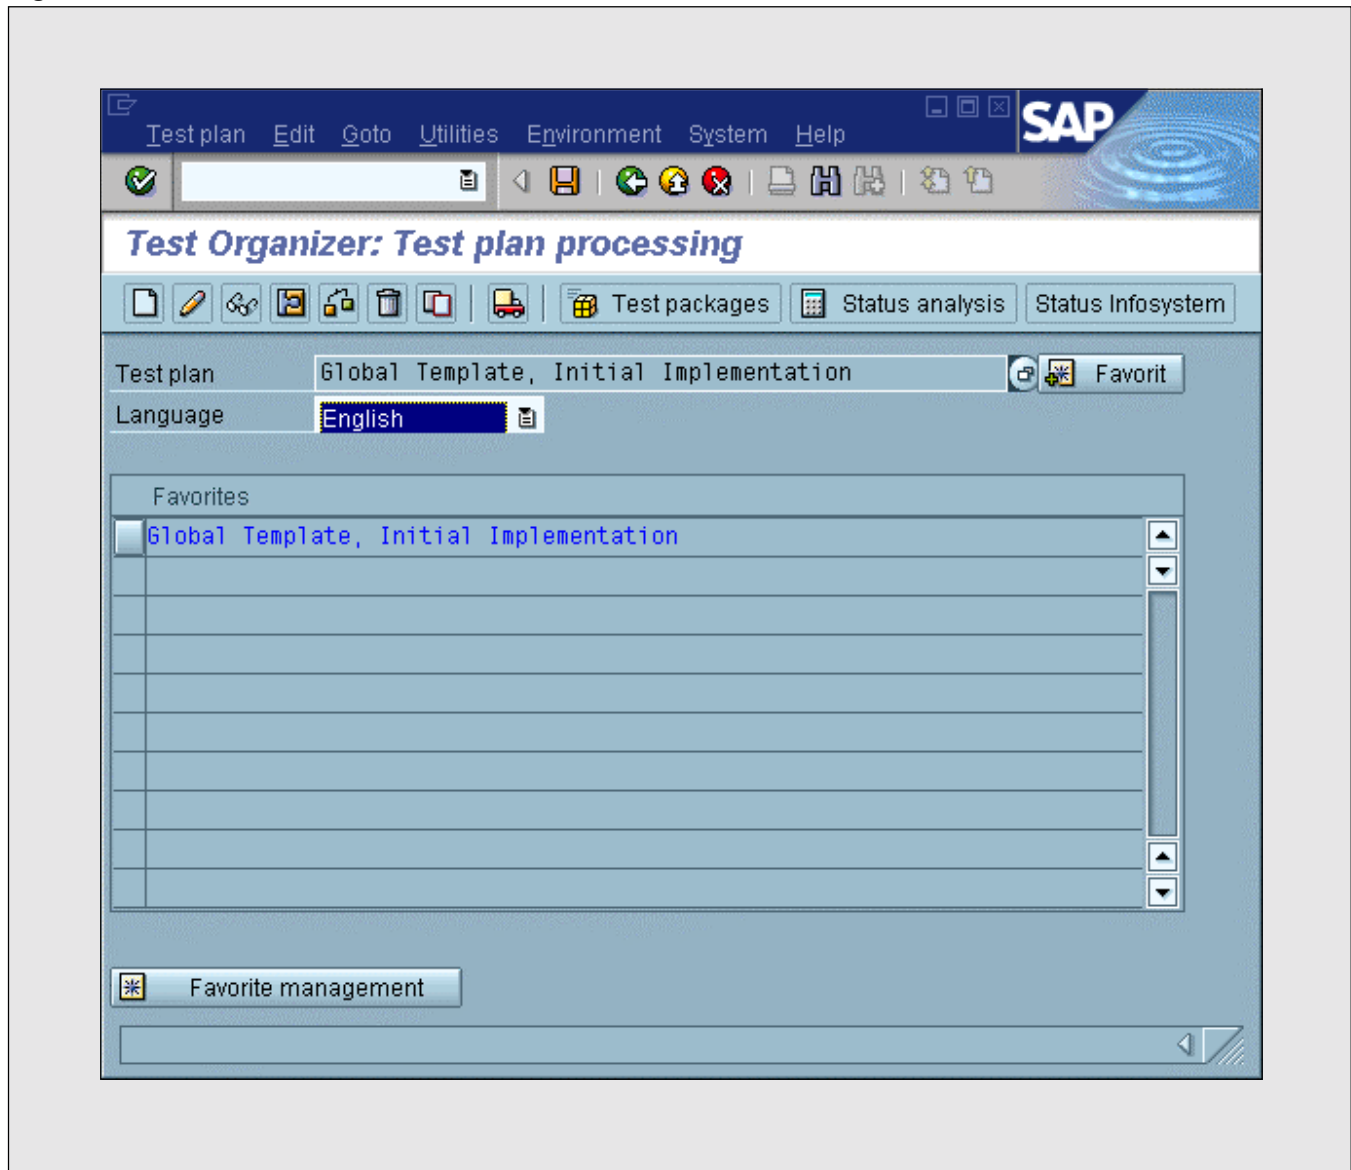 Test plan Edit Goto Utilities Environment System Help
SAP
Test Organizer: Test plan processing
Test packages Status analysis Status Infosystem
Test plan Global Template, Initial Implementation Favorit
Language English
Favorites
Global Template, Initial Implementation
Favorite management